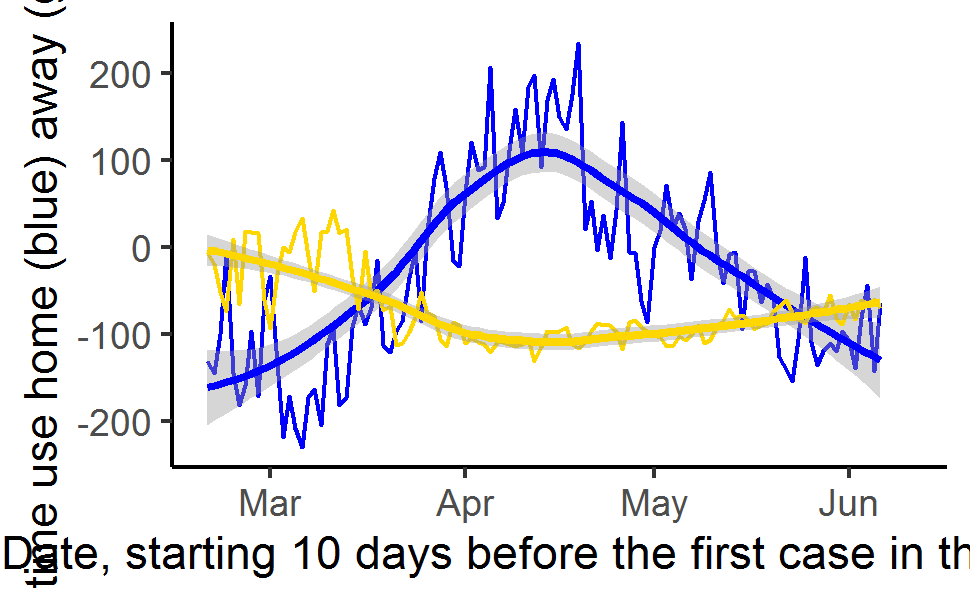 time use home (blue) away (
200
100
0
-100
-200
Mar Apr May Jun
Date, starting 10 days before the first case in th